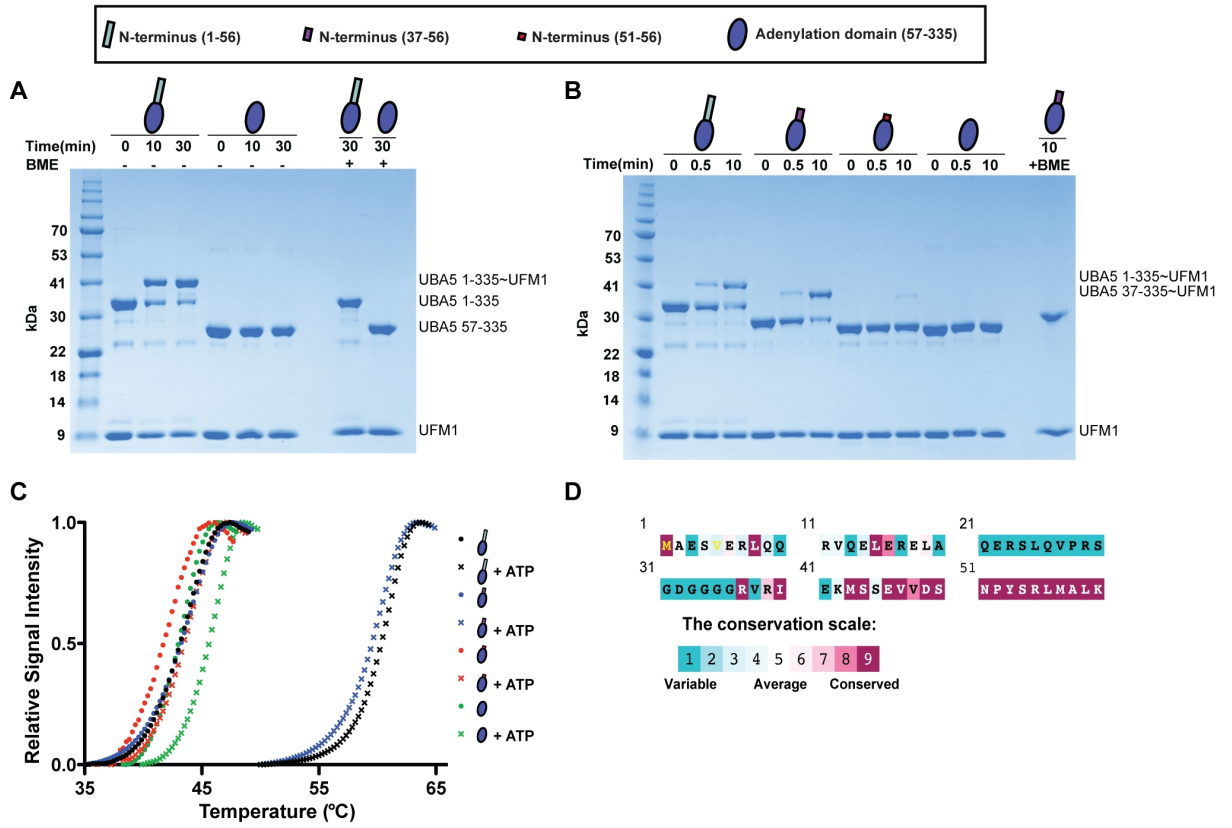 N-terminus (1-56) N-terminus (37-56) N-terminus (51-56) Adenylation domain (57-335)
A
Time(min) 0 10 30 0 10 30 30 30
BME - - - - - - + +
70
53
41
30
22
18
14
9
kDa
UBA5 1-335~UFM1
UBA5 1-335
UBA5 57-335
UFM1
B
Time(min) 0 0.5 10 0 0.5 10 0 0.5 10 0 0.5 10
10
+BME
70
53
41
30
22
18
14
9
kDa
UBA5 1-335~UFM1
UBA5 37-335~UFM1
UFM1
C
Relative Signal Intensity
1.0
0.5
0.0
35 45 55 65
Temperature (°C)
+ ATP
+ ATP
+ ATP
+ ATP
D
1 11 21
M A E S V E R L Q Q R V Q E L E R E L A Q E R S L Q V P R S
31 41 51
G D G G G G R V R I E K M S S E V V D S N P Y S R L M A L K
The conservation scale:
1 2 3 4 5 6 7 8 9
Variable Average Conserved